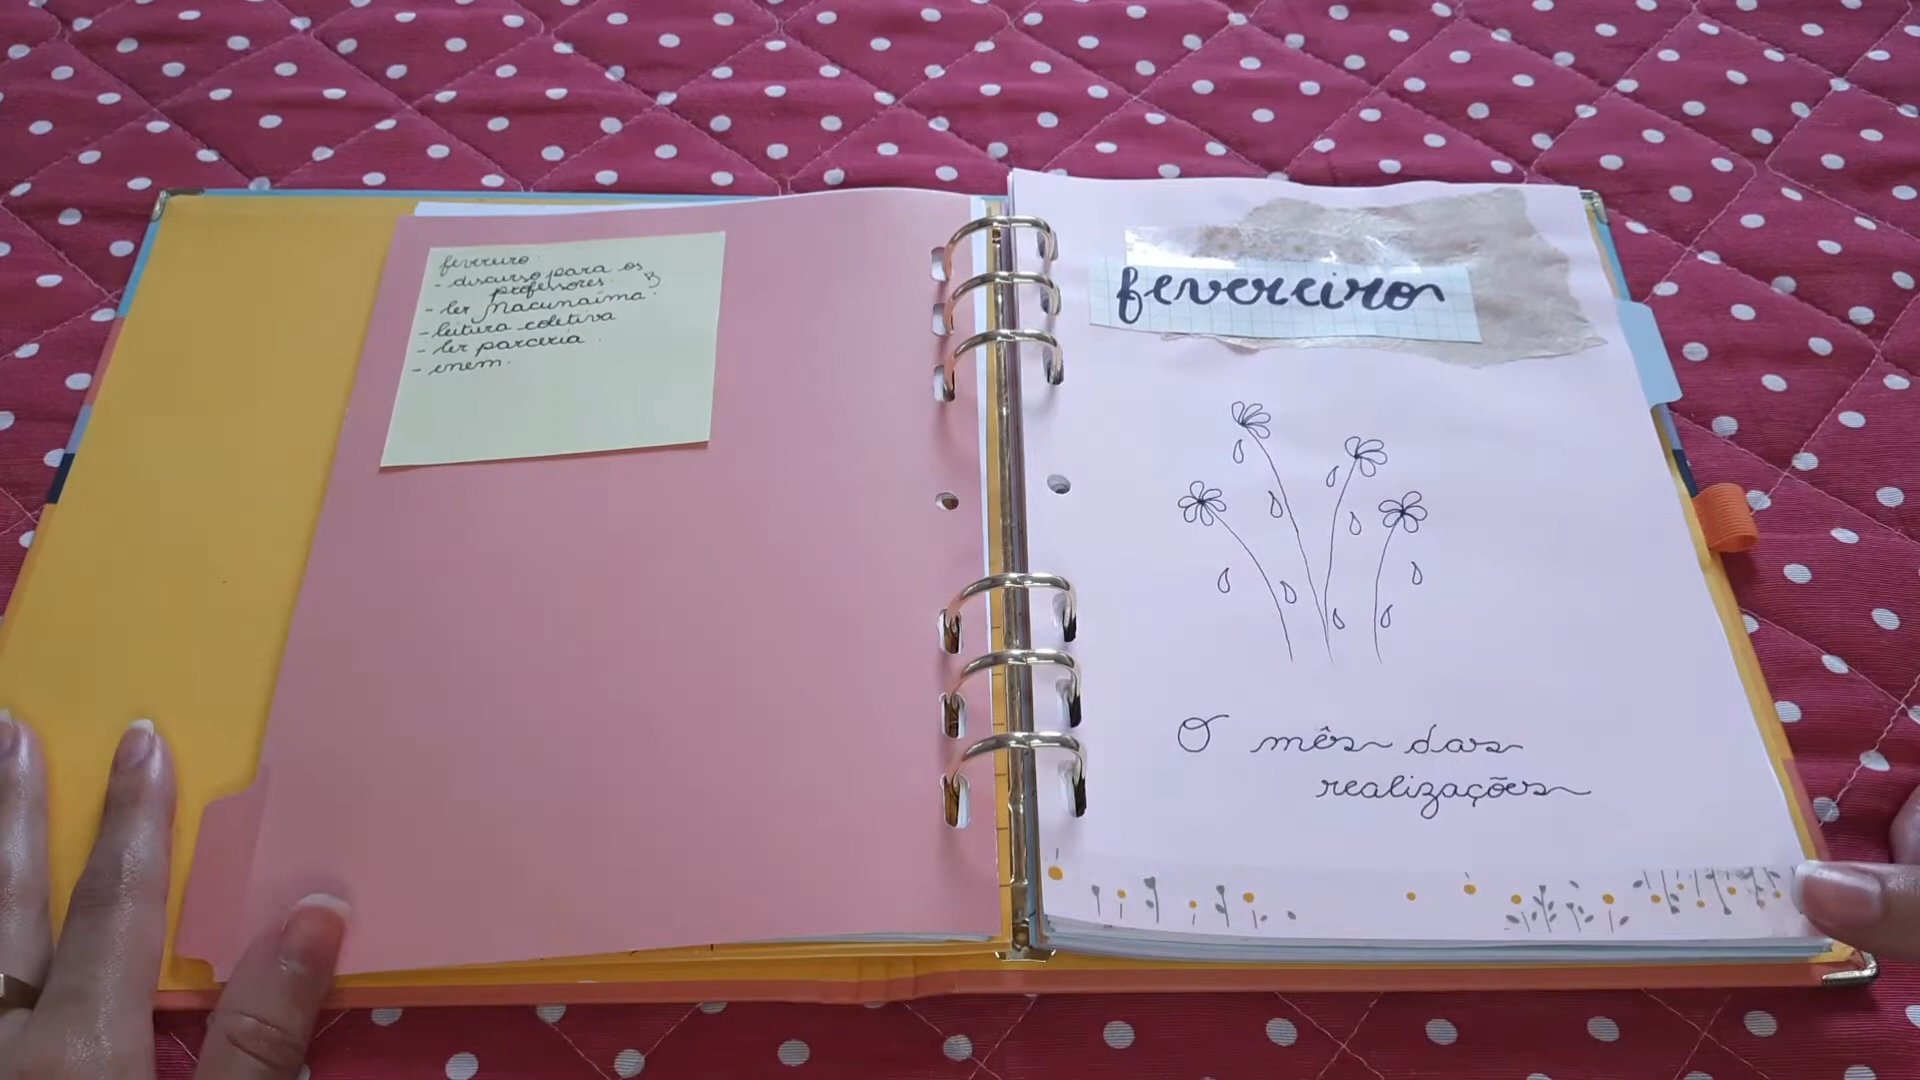 fevereiro:
- discurso para os
professores.
- ler Macunaíma.
- leitura coletiva
- ler parceria.
- enem.
fevereiro
O mês das
realizações